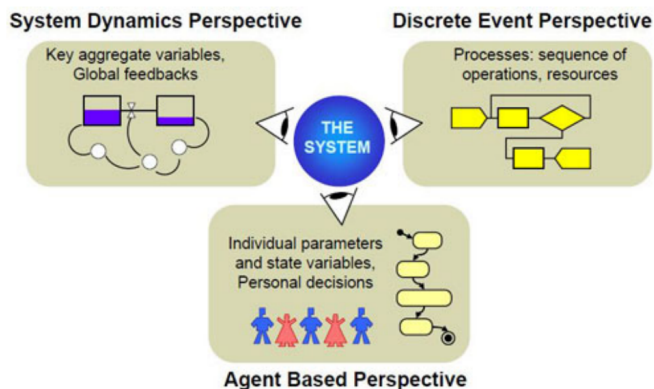 System Dynamics Perspective
Key aggregate variables,
Global feedbacks
Discrete Event Perspective
Processes: sequence of
operations, resources
THE
SYSTEM
Individual parameters
and state variables,
Personal decisions
Agent Based Perspective